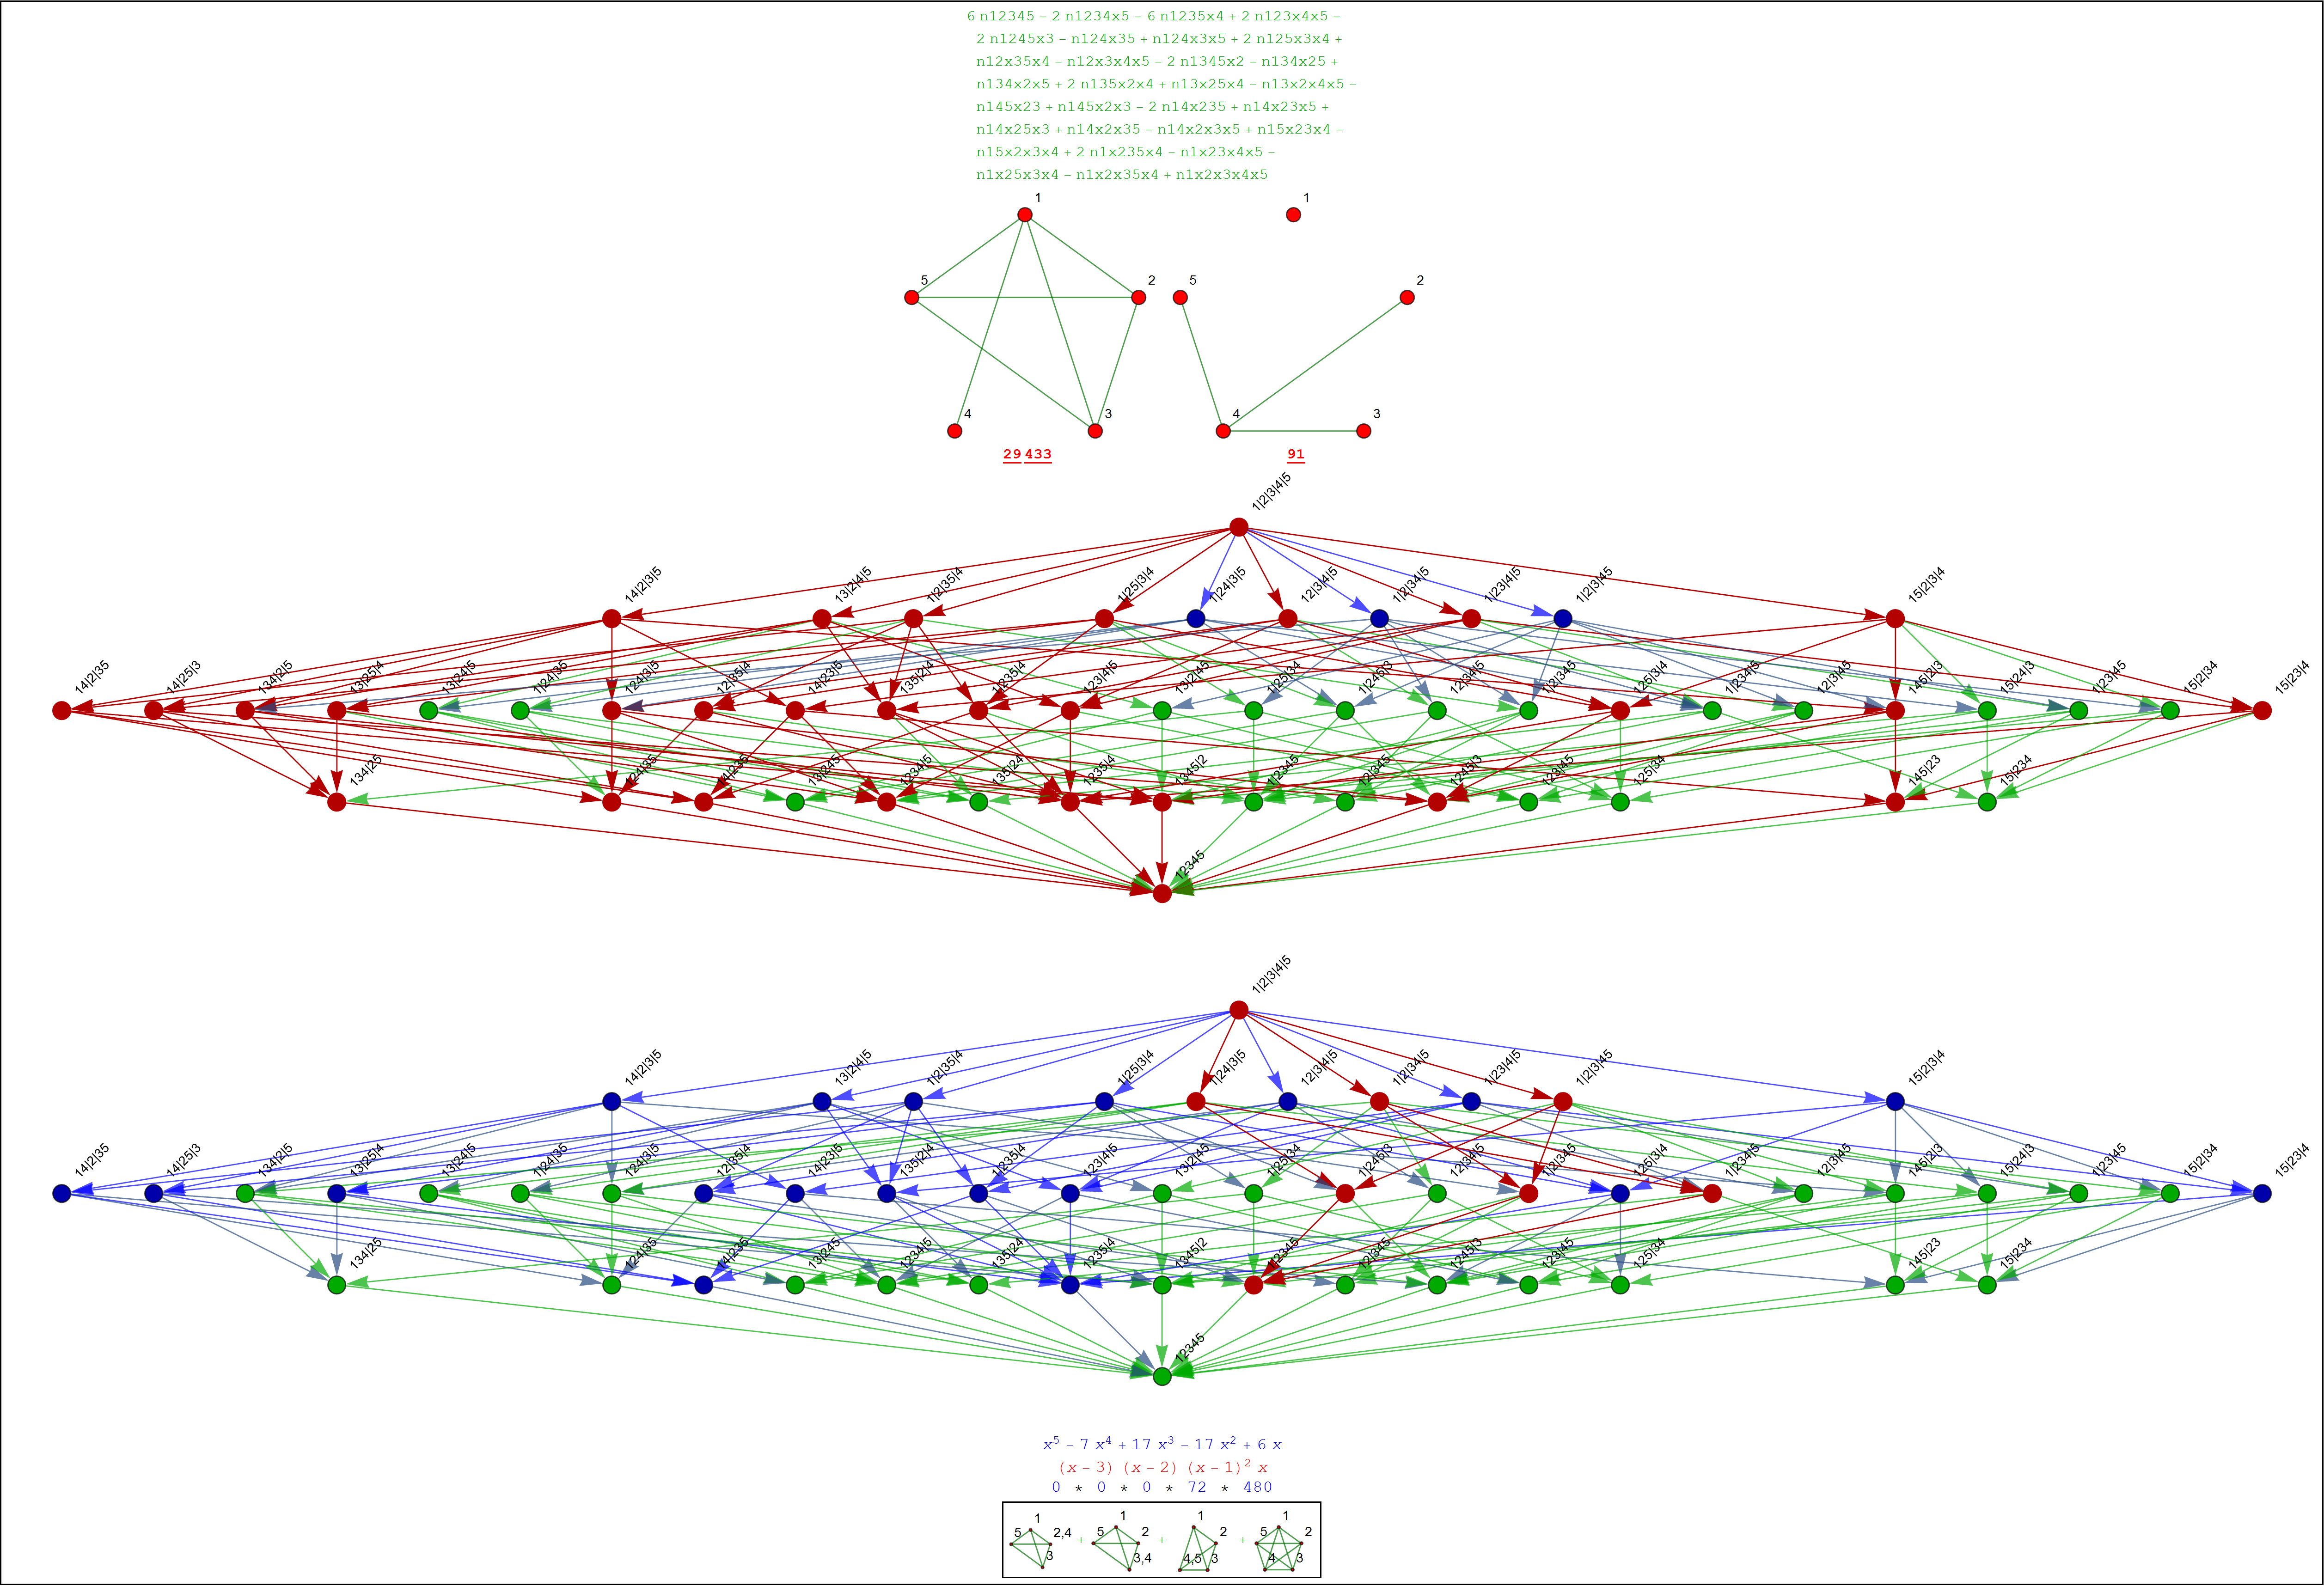 6 n12345 − 2 n1234x5 − 6 n1235x4 + 2 n123x4x5 −
2 n1245x3 − n124x35 + n124x3x5 + 2 n125x3x4 +
n12x35x4 − n12x3x4x5 − 2 n1345x2 − n134x25 +
n134x2x5 + 2 n135x2x4 + n13x25x4 − n13x2x4x5 −
n145x23 + n145x2x3 − 2 n14x235 + n14x23x5 +
n14x25x3 + n14x2x35 − n14x2x3x5 + n15x23x4 −
n15x2x3x4 + 2 n1x235x4 − n1x23x4x5 −
n1x25x3x4 − n1x2x35x4 + n1x2x3x4x5
1 1
5 2 5 2
4 3 4 3
29 433 91
1|2|3|4|5
14|2|3|5 13|2|4|5 1|2|35|4 1|25|3|4 1|24|3|5 12|3|4|5 1|2|34|5 1|23|4|5 1|2|3|45 15|2|3|4
14|2|35 14|25|3 134|2|5 13|25|4 13|24|5 1|24|35 124|3|5 12|35|4 14|23|5 135|2|4 1|235|4 123|4|5 13|2|45 1|25|34 1|245|3 12|34|5 1|2|345 125|3|4 1|234|5 12|3|45 145|2|3 15|24|3 1|23|45 15|2|34 15|23|4
134|25 124|35 14|235 13|245 1234|5 135|24 1235|4 1345|2 1|2345 12|345 1245|3 123|45 125|34 145|23 15|234
12345
1|2|3|4|5
14|2|3|5 13|2|4|5 1|2|35|4 1|25|3|4 1|24|3|5 12|3|4|5 1|2|34|5 1|23|4|5 1|2|3|45 15|2|3|4
14|2|35 14|25|3 134|2|5 13|25|4 13|24|5 1|24|35 124|3|5 12|35|4 14|23|5 135|2|4 1|235|4 123|4|5 13|2|45 1|25|34 1|245|3 12|34|5 1|2|345 125|3|4 1|234|5 12|3|45 145|2|3 15|24|3 1|23|45 15|2|34 15|23|4
134|25 124|35 14|235 13|245 1234|5 135|24 1235|4 1345|2 1|2345 12|345 1245|3 123|45 125|34 145|23 15|234
12345
x⁵ − 7 x⁴ + 17 x³ − 17 x² + 6 x
(x − 3) (x − 2) (x − 1)² x
0 * 0 * 0 * 72 * 480
1 1 1 1
5 2,4 + 5 2 + 2 + 5 2
3 3,4 4,5 3 4 3